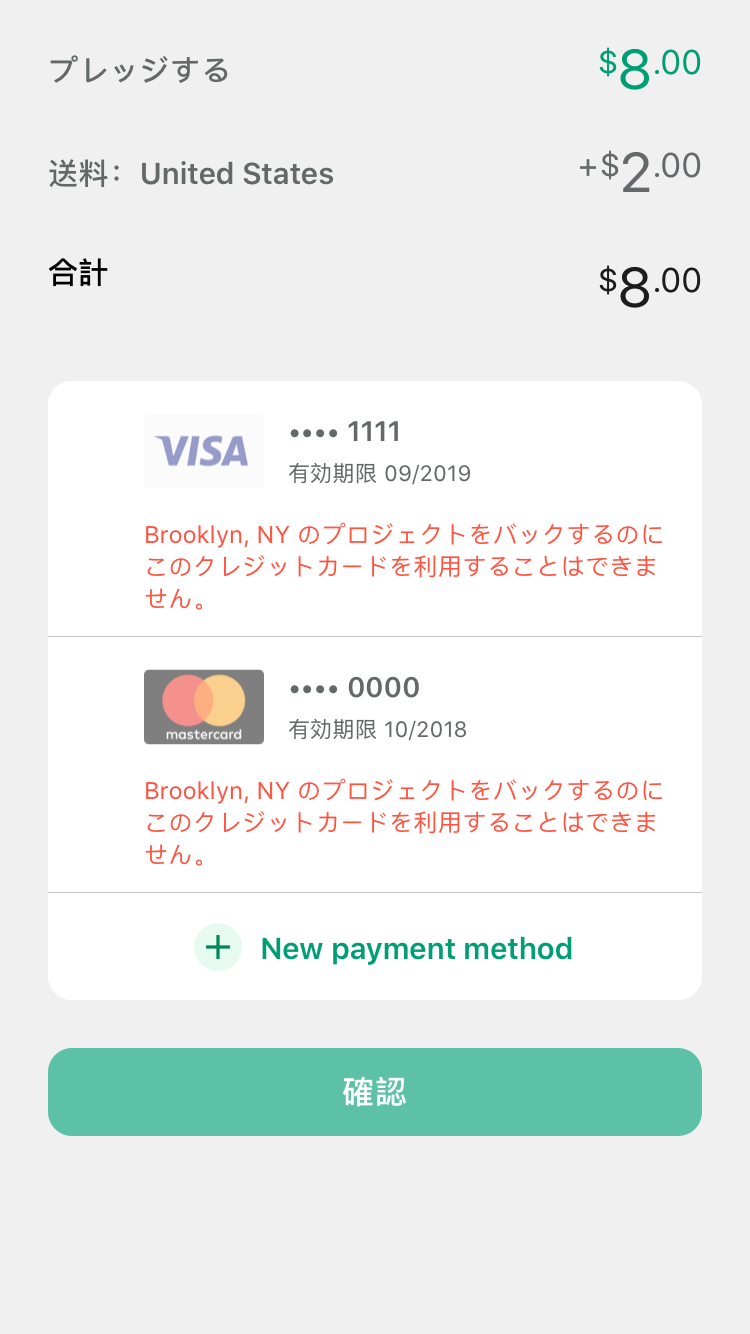 プレッジする $8.00
送料： United States +$2.00
合計 $8.00
VISA •••• 1111
有効期限 09/2019
Brooklyn, NY のプロジェクトをバックするのに
このクレジットカードを利用することはできま
せん。
•••• 0000
mastercard 有効期限 10/2018
Brooklyn, NY のプロジェクトをバックするのに
このクレジットカードを利用することはできま
せん。
+ New payment method
確認